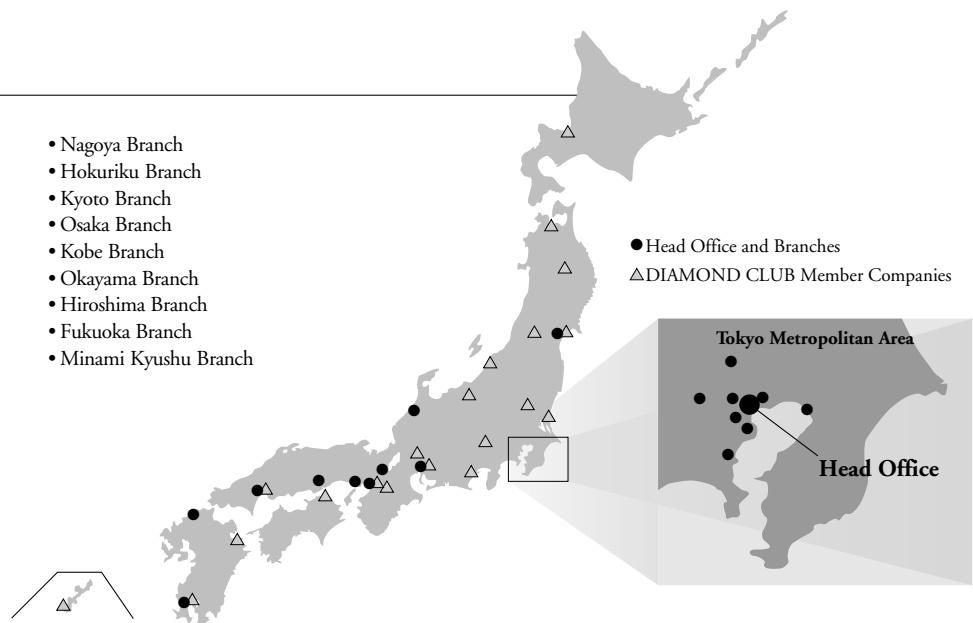 • Nagoya Branch
• Hokuriku Branch
• Kyoto Branch
• Osaka Branch
• Kobe Branch
• Okayama Branch
• Hiroshima Branch
• Fukuoka Branch
• Minami Kyushu Branch
Head Office and Branches
DIAMOND CLUB Member Companies
Tokyo Metropolitan Area
Head Office